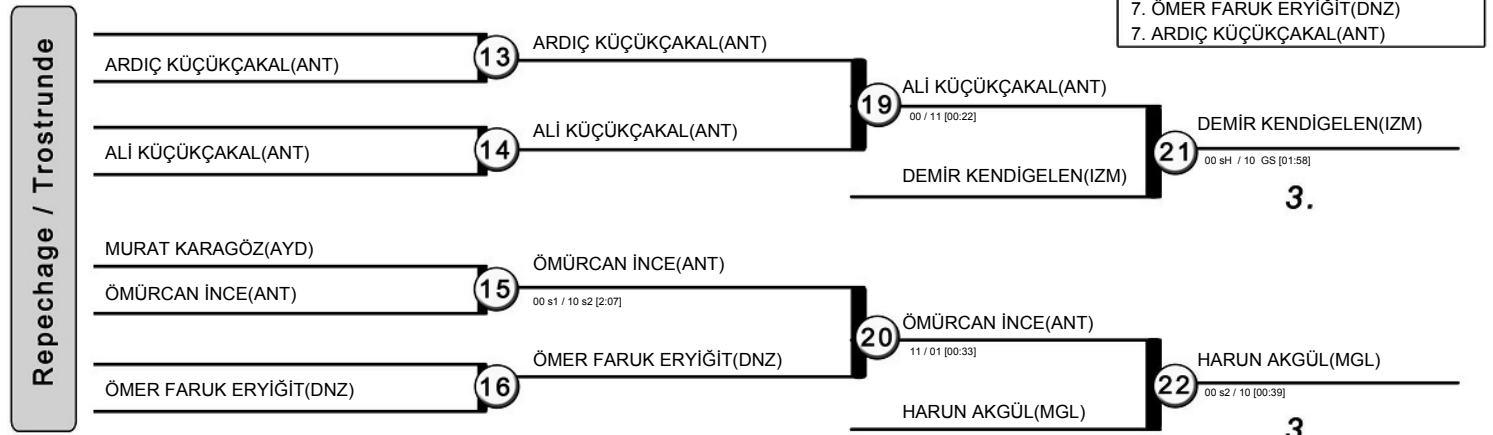 7. ÖMER FARUK ERYİĞİT(DNZ)
7. ARDIÇ KÜÇÜKÇAKAL(ANT)
Repechage / Trostrunde
ARDIÇ KÜÇÜKÇAKAL(ANT)
13
ARDIÇ KÜÇÜKÇAKAL(ANT)
ALİ KÜÇÜKÇAKAL(ANT)
14
ALİ KÜÇÜKÇAKAL(ANT)
19
ALİ KÜÇÜKÇAKAL(ANT)
00 / 11 [00:22]
DEMİR KENDİGELEN(IZM)
21
DEMİR KENDİGELEN(IZM)
00 sH / 10 GS [01:58]
3.
MURAT KARAGÖZ(AYD)
ÖMÜRCAN İNCE(ANT)
15
ÖMÜRCAN İNCE(ANT)
00 s1 / 10 s2 [2:07]
ÖMER FARUK ERYİĞİT(DNZ)
16
ÖMER FARUK ERYİĞİT(DNZ)
20
ÖMÜRCAN İNCE(ANT)
11 / 01 [00:33]
HARUN AKGÜL(MGL)
22
HARUN AKGÜL(MGL)
00 s2 / 10 [00:39]
3